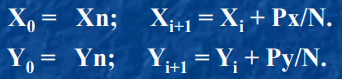 X₀ = Xn; Xᵢ₊₁ = Xᵢ + Px/N.
Y₀ = Yn; Yᵢ₊₁ = Yᵢ + Py/N.